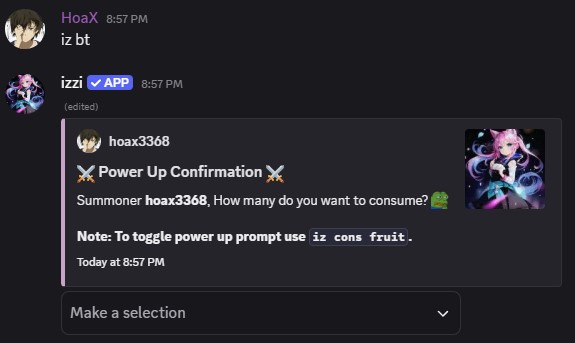 HoaX 8:57 PM
iz bt
izzi ✓ APP 8:57 PM
(edited)
hoax3368
⚔️ Power Up Confirmation ⚔️
Summoner hoax3368, How many do you want to consume?
Note: To toggle power up prompt use iz cons fruit.
Today at 8:57 PM
Make a selection